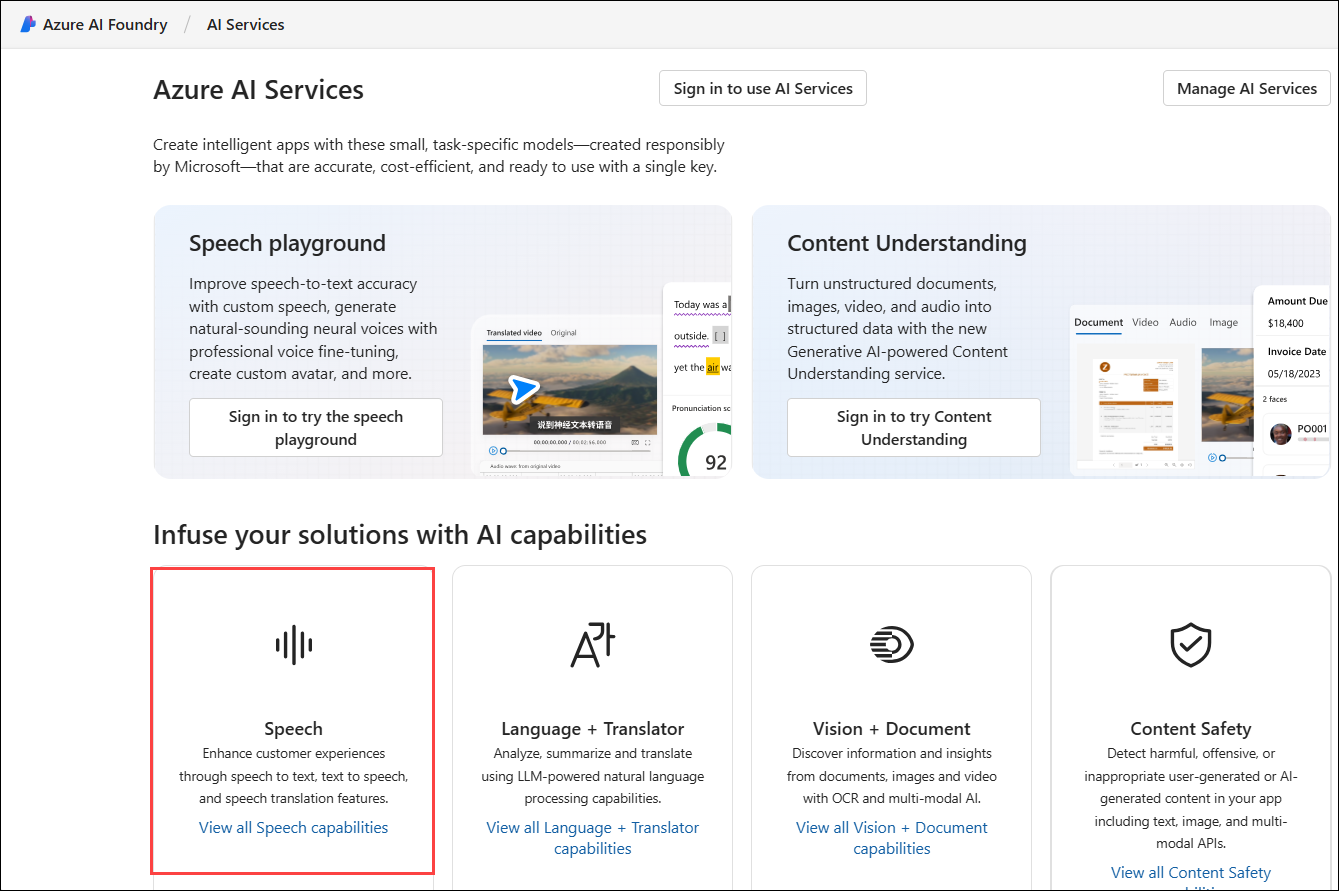 Azure AI Foundry / AI Services
Azure AI Services
Sign in to use AI Services
Manage AI Services
Create intelligent apps with these small, task-specific models—created responsibly
by Microsoft—that are accurate, cost-efficient, and ready to use with a single key.
Speech playground
Improve speech-to-text accuracy
with custom speech, generate
natural-sounding neural voices with
professional voice fine-tuning,
create custom avatar, and more.
Sign in to try the speech
playground
Translated video Original
说到神经文本转语音
00:00:00.000 / 00:02:56.000
Audio wave: from original video
Today was a
outside. [ ]
yet the air wa
Pronunciation sc
92
Content Understanding
Turn unstructured documents,
images, video, and audio into
structured data with the new
Generative AI-powered Content
Understanding service.
Sign in to try Content
Understanding
Document Video Audio Image
Amount Due
$18,400
Invoice Date
05/18/2023
2 faces
PO001
Infuse your solutions with AI capabilities
Speech
Enhance customer experiences
through speech to text, text to speech,
and speech translation features.
View all Speech capabilities
Language + Translator
Analyze, summarize and translate
using LLM-powered natural language
processing capabilities.
View all Language + Translator
capabilities
Vision + Document
Discover information and insights
from documents, images and video
with OCR and multi-modal AI.
View all Vision + Document
capabilities
Content Safety
Detect harmful, offensive, or
inappropriate user-generated or AI-
generated content in your app
including text, image, and multi-
modal APIs.
View all Content Safety